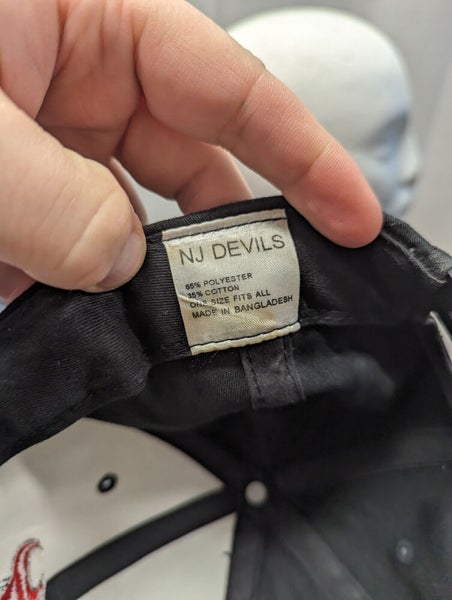 NJ DEVILS
65% POLYESTER
35% COTTON
ONE SIZE FITS ALL
MADE IN BANGLADESH